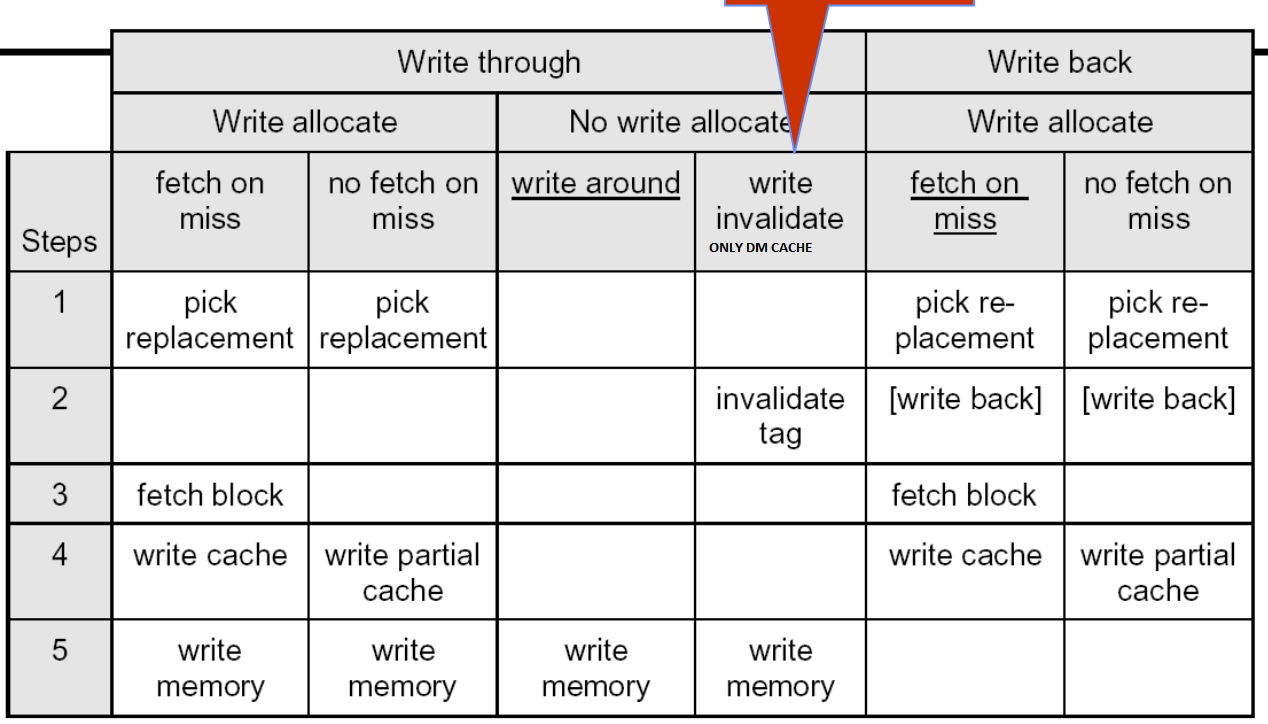 Write through Write back
Write allocate No write allocate Write allocate
Steps fetch on miss no fetch on miss write around write invalidate ONLY DM CACHE fetch on miss no fetch on miss
1 pick replacement pick replacement pick re-placement pick re-placement
2 invalidate tag [write back] [write back]
3 fetch block fetch block
4 write cache write partial cache write cache write partial cache
5 write memory write memory write memory write memory